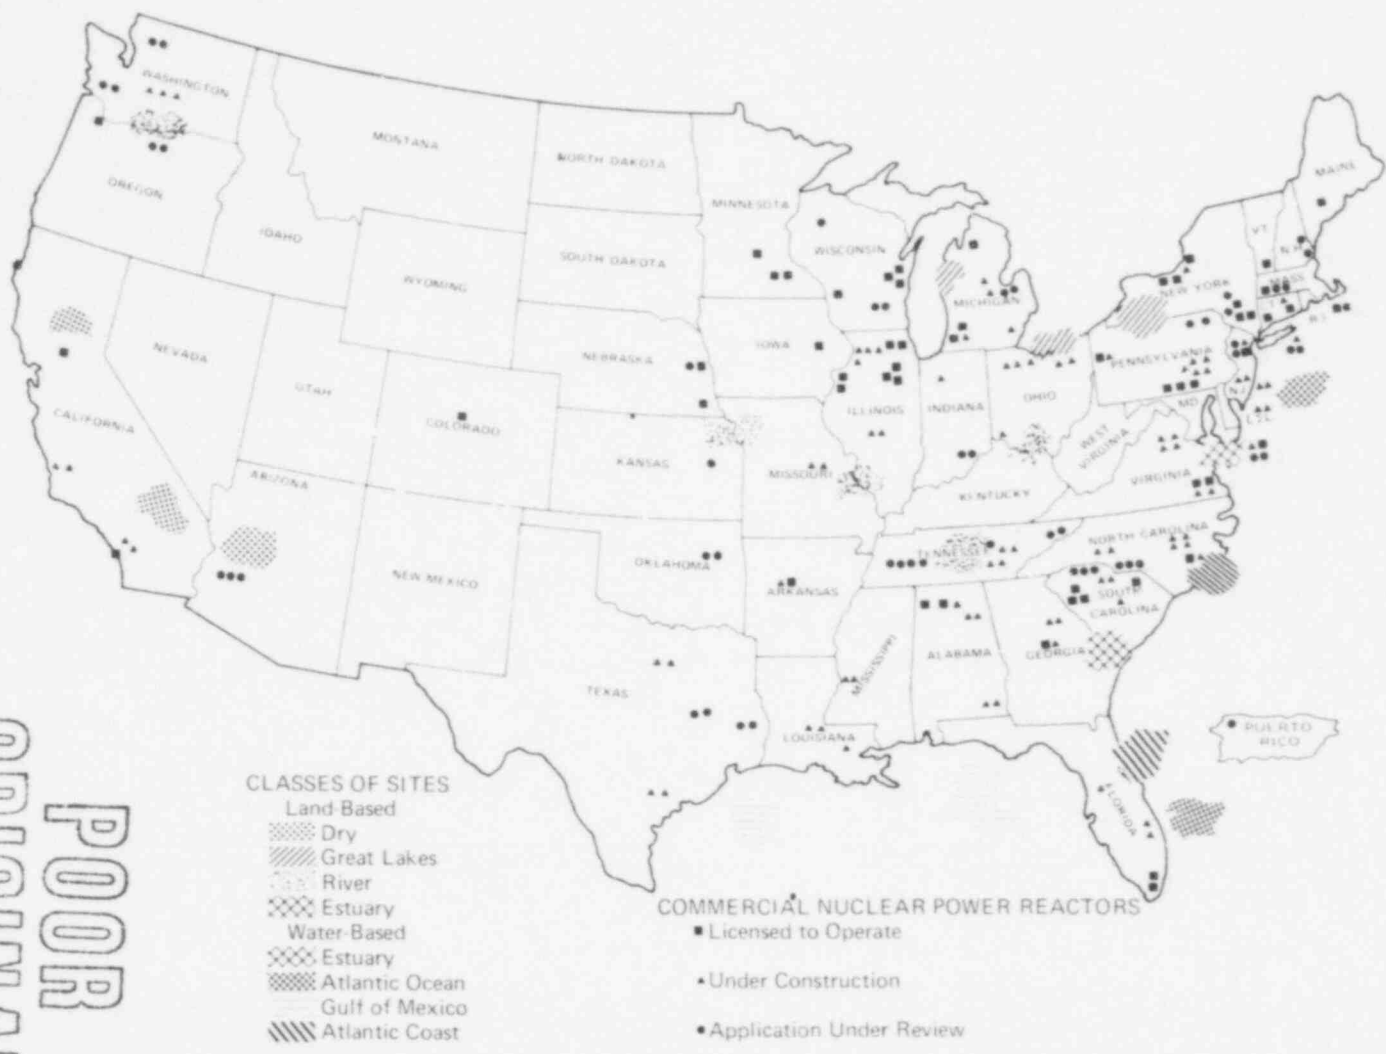 WASHINGTON
MONTANA
NORTH DAKOTA
MINNESOTA
MAINE
OREGON
IDAHO
WYOMING
SOUTH DAKOTA
WISCONSIN
MICHIGAN
VT.
N.H.
NEW YORK
MASS
R.I.
NEVADA
UTAH
COLORADO
NEBRASKA
IOWA
ILLINOIS
INDIANA
OHIO
PENNSYLVANIA
N.J.
MD.
CALIFORNIA
ARIZONA
KANSAS
MISSOURI
KENTUCKY
WEST
VIRGINIA
VIRGINIA
NEW MEXICO
OKLAHOMA
ARKANSAS
TENNESSEE
NORTH CAROLINA
SOUTH
CAROLINA
TEXAS
LOUISIANA
MISSISSIPPI
ALABAMA
GEORGIA
FLORIDA
PUERTO
RICO
CLASSES OF SITES
Land-Based
Dry
Great Lakes
River
Estuary
Water-Based
Estuary
Atlantic Ocean
Gulf of Mexico
Atlantic Coast
COMMERCIAL NUCLEAR POWER REACTORS
Licensed to Operate
Under Construction
Application Under Review
POOR